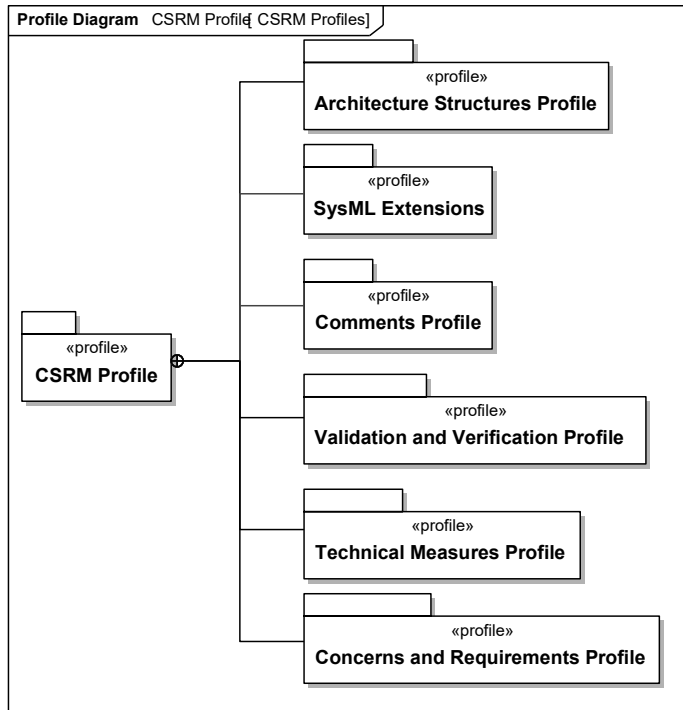 Profile Diagram CSRM Profile[ CSRM Profiles]
«profile»
Architecture Structures Profile
«profile»
SysML Extensions
«profile»
Comments Profile
«profile»
CSRM Profile
«profile»
Validation and Verification Profile
«profile»
Technical Measures Profile
«profile»
Concerns and Requirements Profile